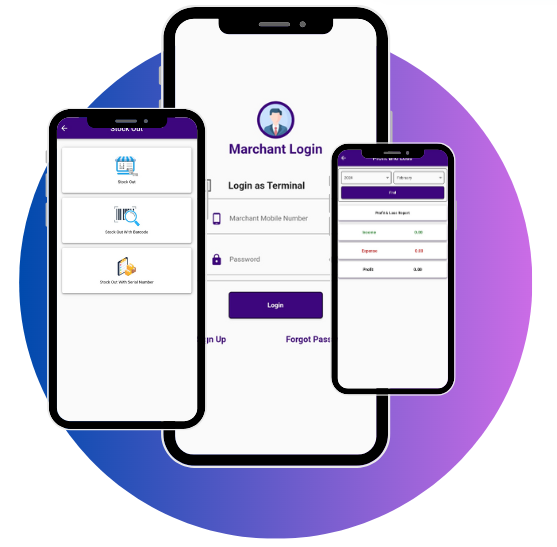 Stock Out
Stock Out
Stock Out With Barcode
Stock Out With Serial Number
Marchant Login
Login as Terminal
Marchant Mobile Number
Password
Login
gn Up
Forgot Pass
Profit and Loss
2024
February
Find
Profit & Loss Report
Income 0.00
Expense 0.00
Profit 0.00